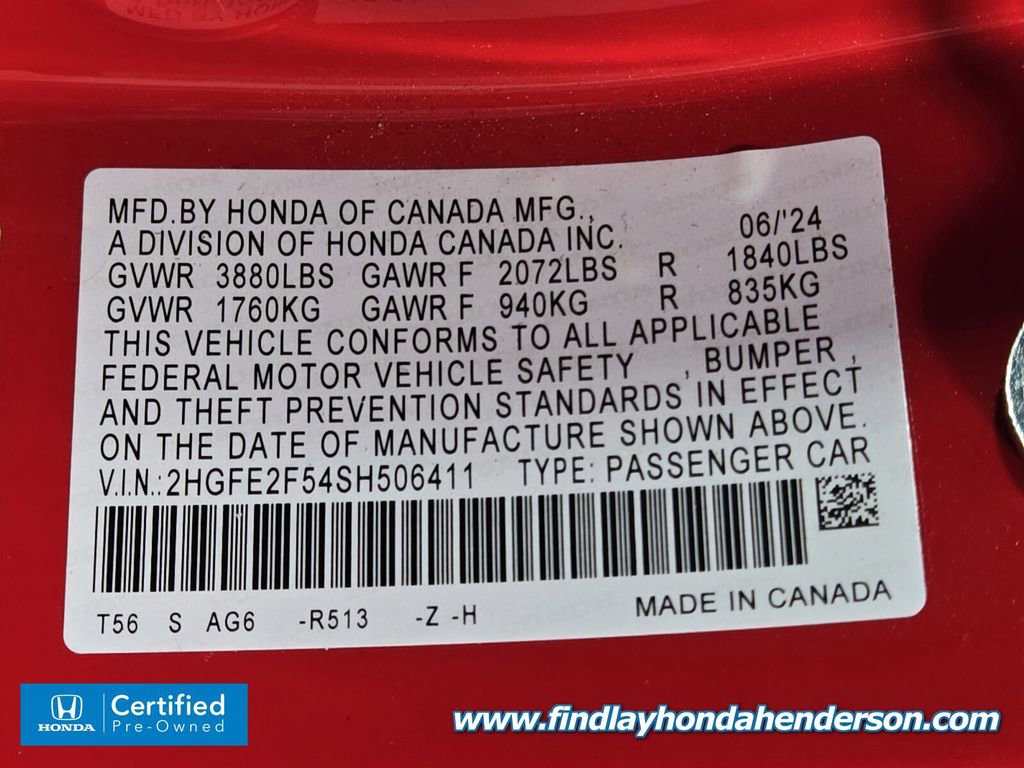 MFD.BY HONDA OF CANADA MFG., 06/'24
A DIVISION OF HONDA CANADA INC.
GVWR 3880LBS GAWR F 2072LBS R 1840LBS
GVWR 1760KG GAWR F 940KG R 835KG
THIS VEHICLE CONFORMS TO ALL APPLICABLE
FEDERAL MOTOR VEHICLE SAFETY , BUMPER ,
AND THEFT PREVENTION STANDARDS IN EFFECT
ON THE DATE OF MANUFACTURE SHOWN ABOVE.
V.I.N.:2HGFE2F54SH506411 TYPE: PASSENGER CAR
T56 S AG6 -R513 -Z -H MADE IN CANADA
HONDA
Certified
Pre-Owned
www.findlayhondahenderson.com